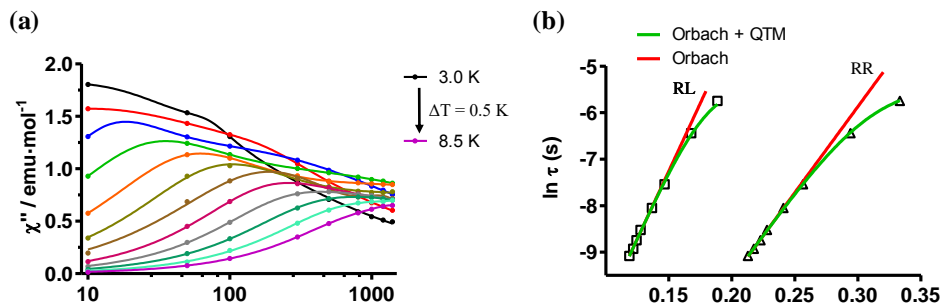 (a)
χ'' / emu·mol⁻¹
2.0
1.5
1.0
0.5
0.0
10
100
1000
3.0 K
ΔT = 0.5 K
8.5 K
(b)
Orbach + QTM
Orbach
ln τ (s)
-5
-6
-7
-8
-9
RL
RR
0.15
0.20
0.25
0.30
0.35